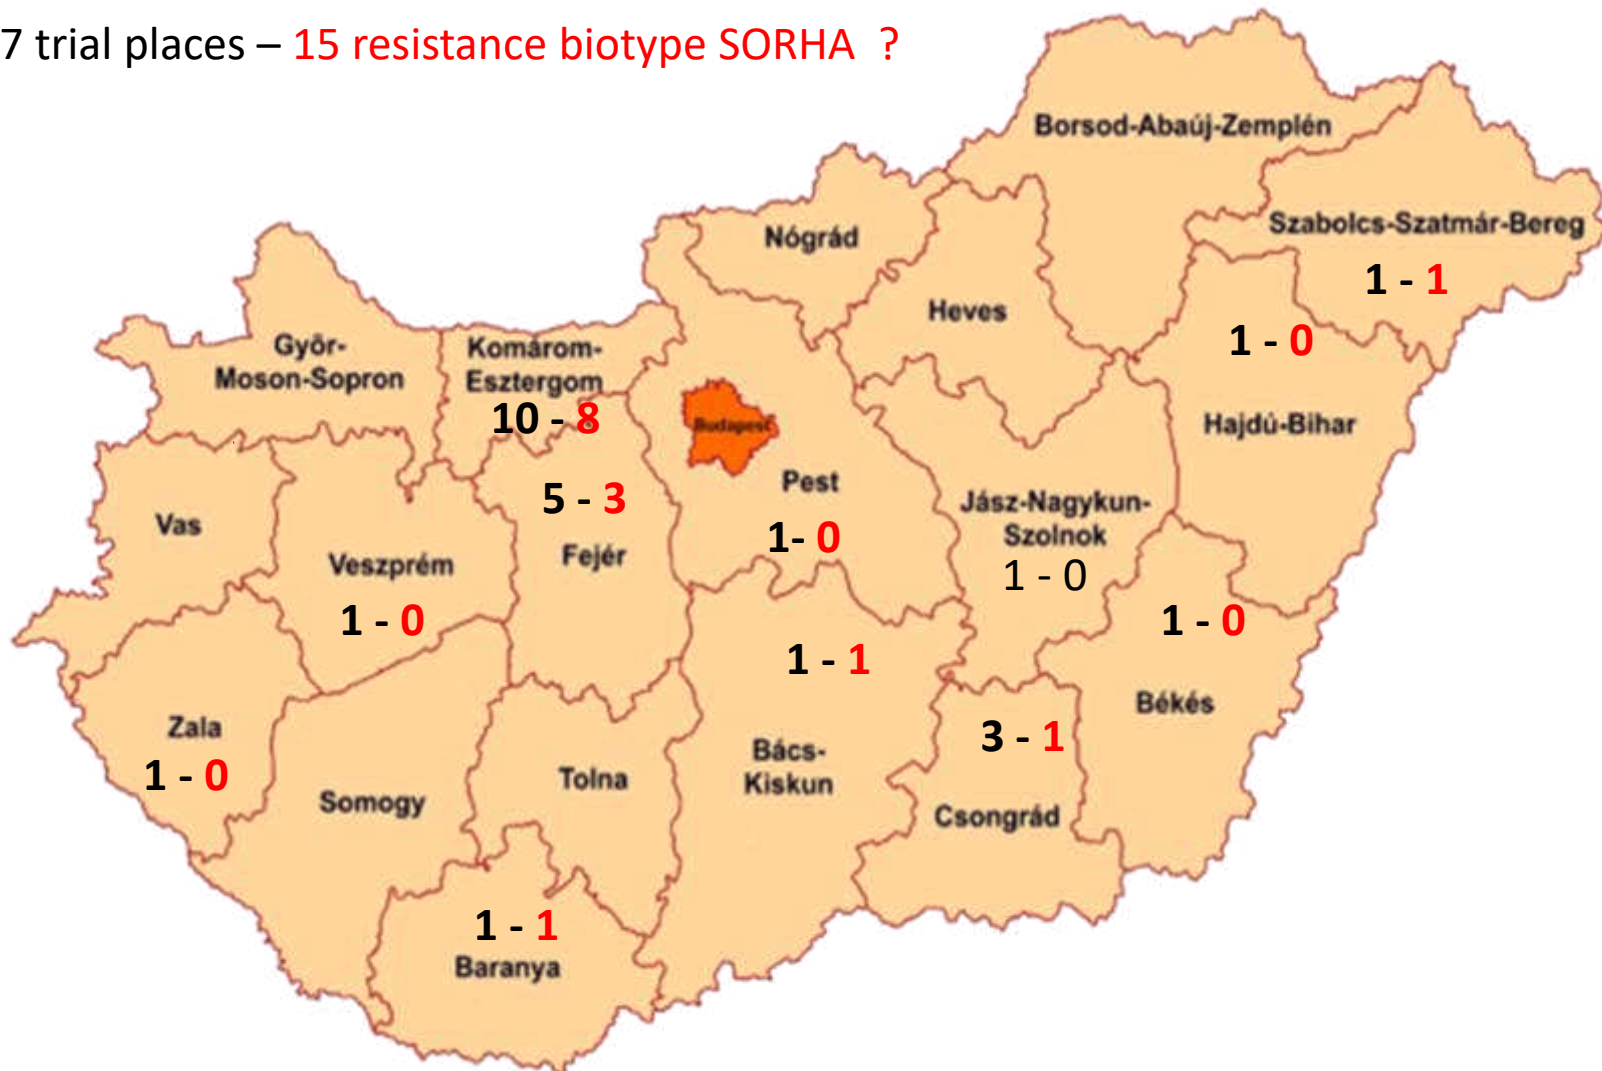 7 trial places – 15 resistance biotype SORHA ?
Borsod-Abaúj-Zemplén
Szabolcs-Szatmár-Bereg
1 - 1
Nógrád
Heves
1 - 0
Hajdú-Bihar
Győr-
Moson-Sopron
Komárom-
Esztergom
10 - 8
Budapest
Pest
1- 0
5 - 3
Fejér
Jász-Nagykun-
Szolnok
1 - 0
Vas
Veszprém
1 - 0
1 - 0
Békés
1 - 1
Bács-
Kiskun
3 - 1
Csongrád
Zala
1 - 0
Somogy
Tolna
1 - 1
Baranya